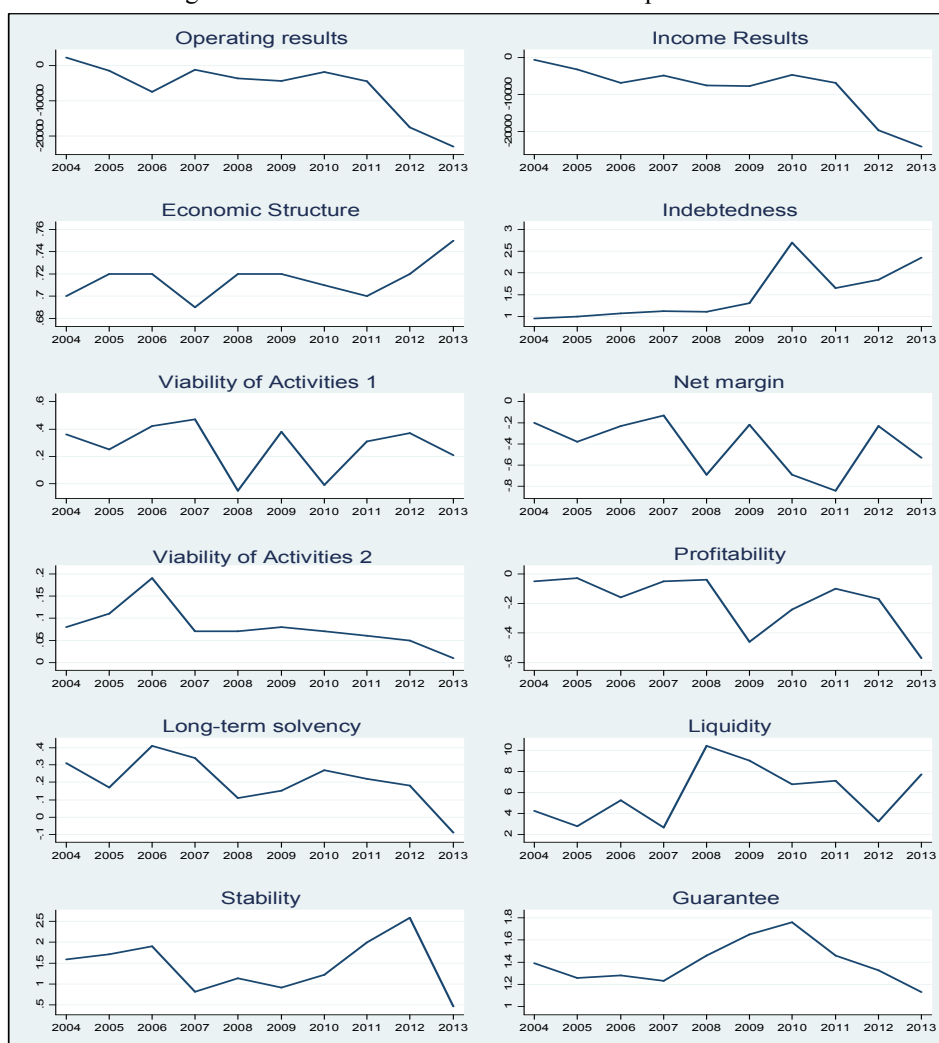 Operating results
0
-10000
-20000
2004 2005 2006 2007 2008 2009 2010 2011 2012 2013
Income Results
0
-10000
-20000
2004 2005 2006 2007 2008 2009 2010 2011 2012 2013
Economic Structure
.76
.74
.72
.7
.68
2004 2005 2006 2007 2008 2009 2010 2011 2012 2013
Indebtedness
3
2.5
2
1.5
1
2004 2005 2006 2007 2008 2009 2010 2011 2012 2013
Viability of Activities 1
.6
.4
.2
0
2004 2005 2006 2007 2008 2009 2010 2011 2012 2013
Net margin
0
-.2
-.4
-.6
-.8
2004 2005 2006 2007 2008 2009 2010 2011 2012 2013
Viability of Activities 2
.2
.15
.1
.05
0
2004 2005 2006 2007 2008 2009 2010 2011 2012 2013
Profitability
0
-.2
-.4
-.6
2004 2005 2006 2007 2008 2009 2010 2011 2012 2013
Long-term solvency
.4
.3
.2
.1
0
-.1
2004 2005 2006 2007 2008 2009 2010 2011 2012 2013
Liquidity
10
8
6
4
2
2004 2005 2006 2007 2008 2009 2010 2011 2012 2013
Stability
2.5
2
1.5
1
.5
2004 2005 2006 2007 2008 2009 2010 2011 2012 2013
Guarantee
1.8
1.6
1.4
1.2
1
2004 2005 2006 2007 2008 2009 2010 2011 2012 2013